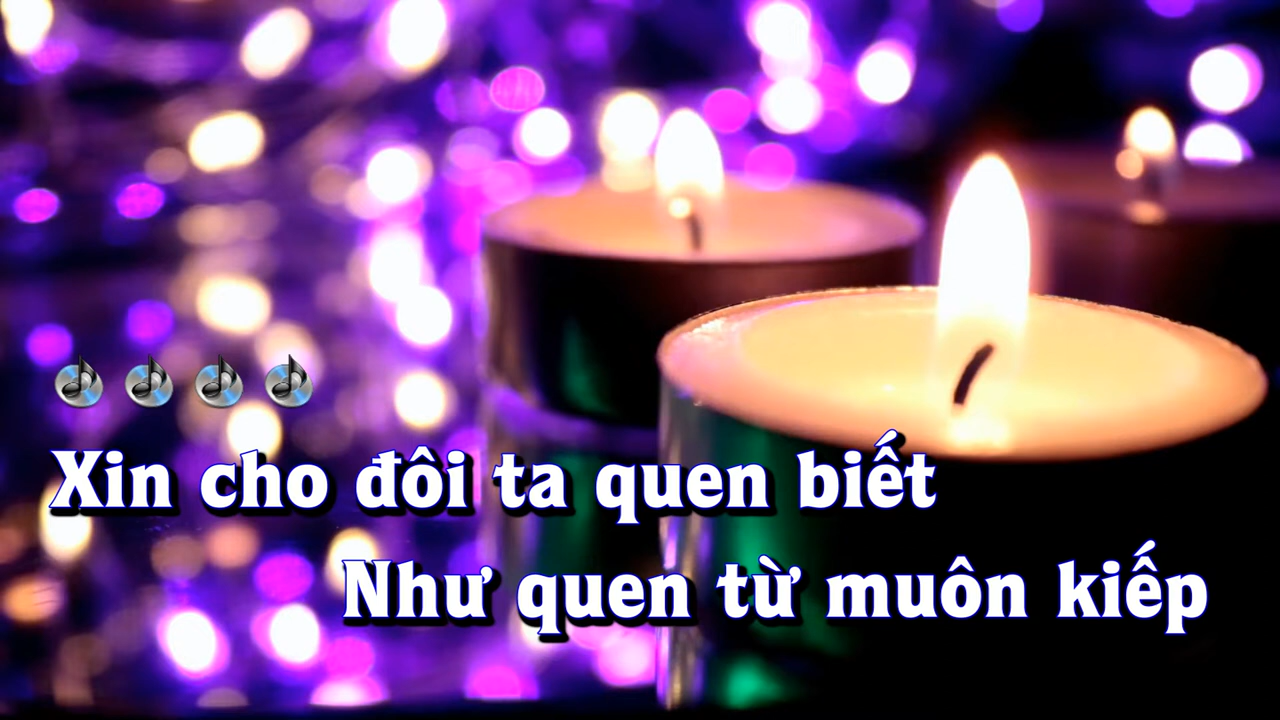 Xin cho đôi ta quen biết
Như quen từ muôn kiếp